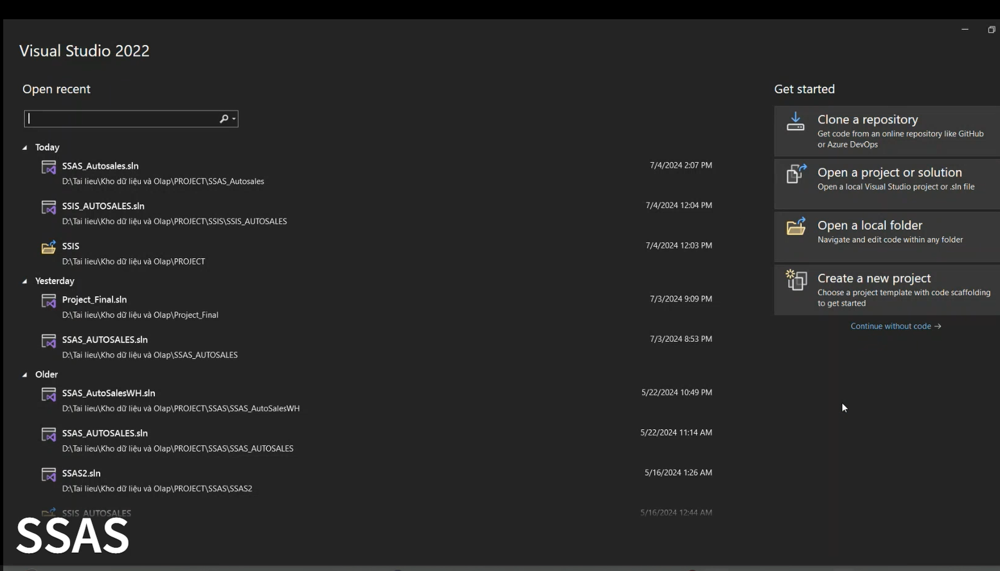 Visual Studio 2022
Open recent
Today
SSAS_Autosales.sln 7/4/2024 2:07 PM
D:\Tai lieu\Kho dữ liệu và Olap\PROJECT\SSAS_Autosales
SSIS_AUTOSALES.sln 7/4/2024 12:04 PM
D:\Tai lieu\Kho dữ liệu và Olap\PROJECT\SSIS\SSIS_AUTOSALES
SSIS 7/4/2024 12:03 PM
D:\Tai lieu\Kho dữ liệu và Olap\PROJECT
Yesterday
Project_Final.sln 7/3/2024 9:09 PM
D:\Tai lieu\Kho dữ liệu và Olap\Project_Final
SSAS_AUTOSALES.sln 7/3/2024 8:53 PM
D:\Tai lieu\Kho dữ liệu và Olap\SSAS_AUTOSALES
Older
SSAS_AutoSalesWH.sln 5/22/2024 10:49 PM
D:\Tai lieu\Kho dữ liệu và Olap\PROJECT\SSAS\SSAS_AutoSalesWH
SSAS_AUTOSALES.sln 5/22/2024 11:14 AM
D:\Tai lieu\Kho dữ liệu và Olap\PROJECT\SSAS\SSAS_AUTOSALES
SSAS2.sln 5/16/2024 1:26 AM
D:\Tai lieu\Kho dữ liệu và Olap\PROJECT\SSAS\SSAS2
SSIS_AUTOSALES 5/16/2024 12:44 AM
SSAS
Get started
Clone a repository
Get code from an online repository like GitHub
or Azure DevOps
Open a project or solution
Open a local Visual Studio project or .sln file
Open a local folder
Navigate and edit code within any folder
Create a new project
Choose a project template with code scaffolding
to get started
Continue without code →